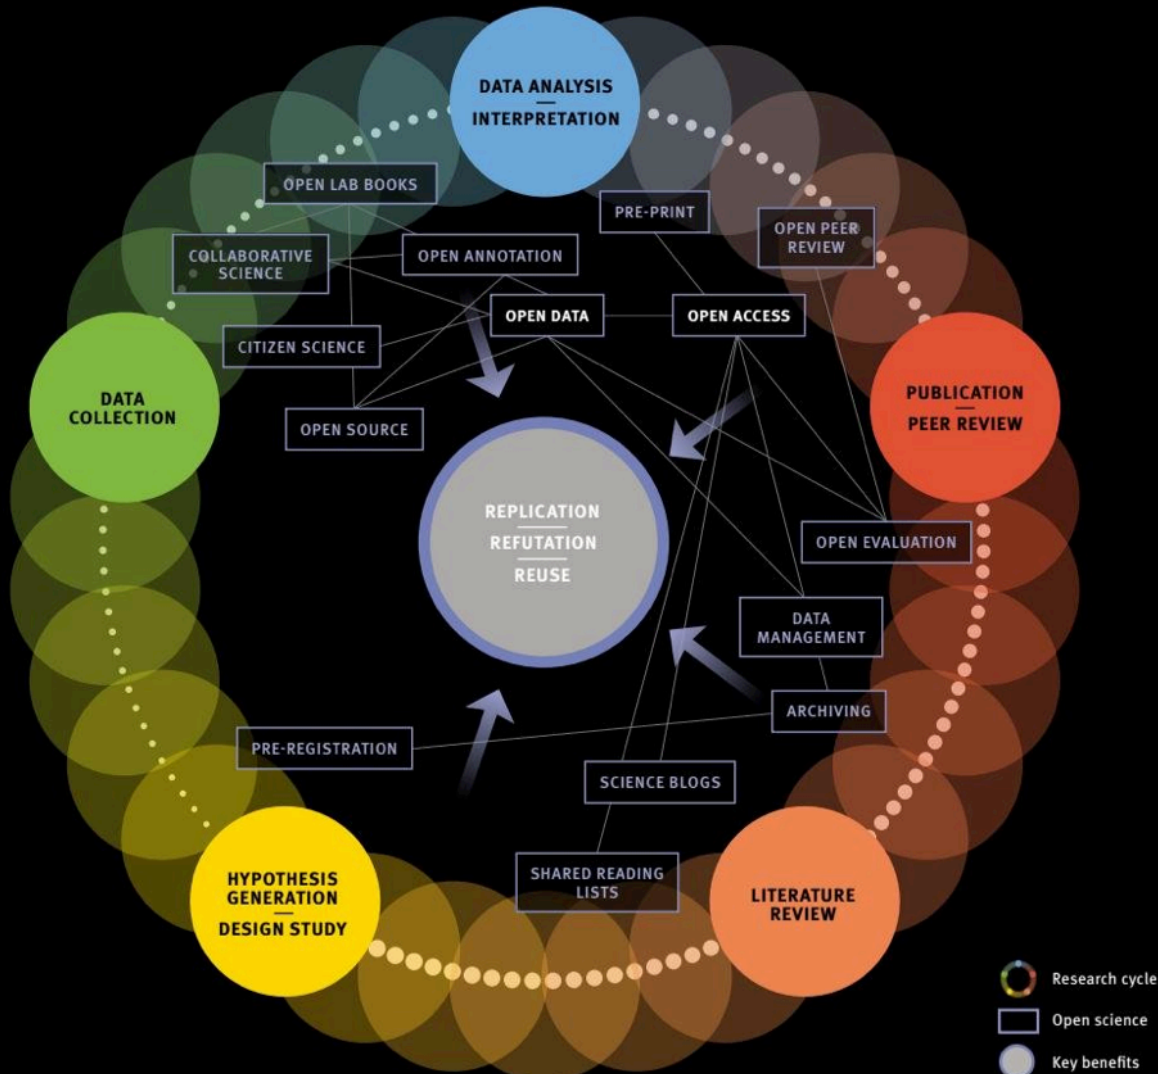 DATA ANALYSIS
INTERPRETATION
OPEN LAB BOOKS
PRE-PRINT
OPEN PEER
REVIEW
COLLABORATIVE
SCIENCE
OPEN ANNOTATION
OPEN DATA
OPEN ACCESS
CITIZEN SCIENCE
DATA
COLLECTION
OPEN SOURCE
PUBLICATION
PEER REVIEW
REPLICATION
REFUTATION
REUSE
OPEN EVALUATION
DATA
MANAGEMENT
ARCHIVING
PRE-REGISTRATION
SCIENCE BLOGS
SHARED READING
LISTS
HYPOTHESIS
GENERATION
DESIGN STUDY
LITERATURE
REVIEW
Research cycle
Open science
Key benefits